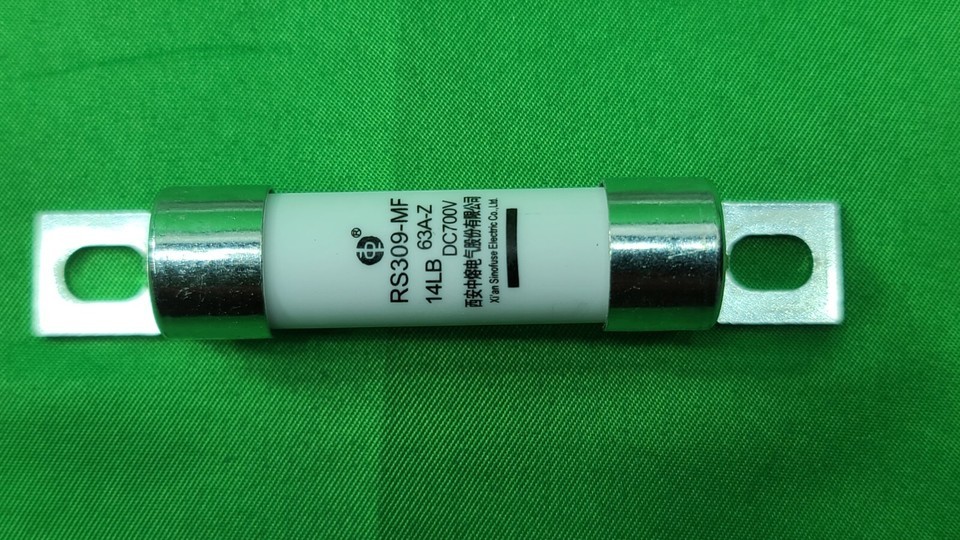 RS309-MF
14LB 63A-Z
DC700V
西安中熔电气股份有限公司
Xi'an Sinofuse Electric Co.,Ltd.